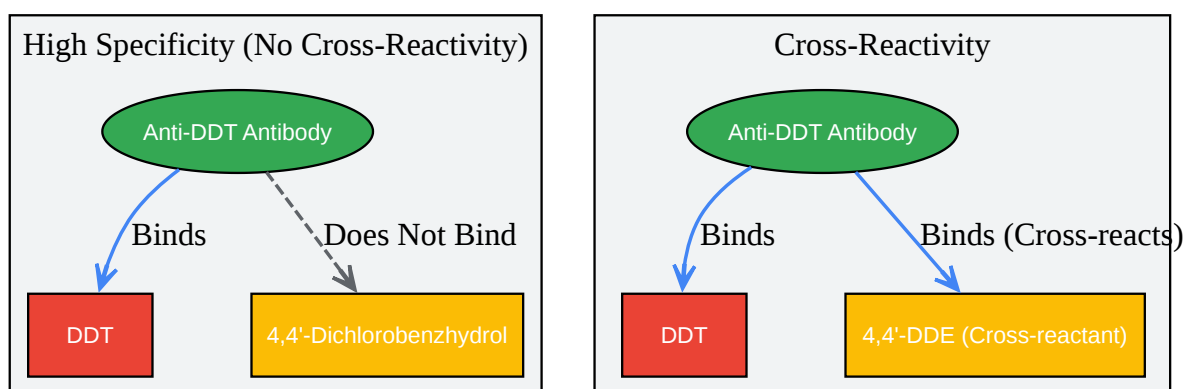 High Specificity (No Cross-Reactivity)
Anti-DDT Antibody
Binds
Does Not Bind
DDT
4,4'-Dichlorobenzhydrol
Cross-Reactivity
Anti-DDT Antibody
Binds
Binds (Cross-reacts)
DDT
4,4'-DDE (Cross-reactant)